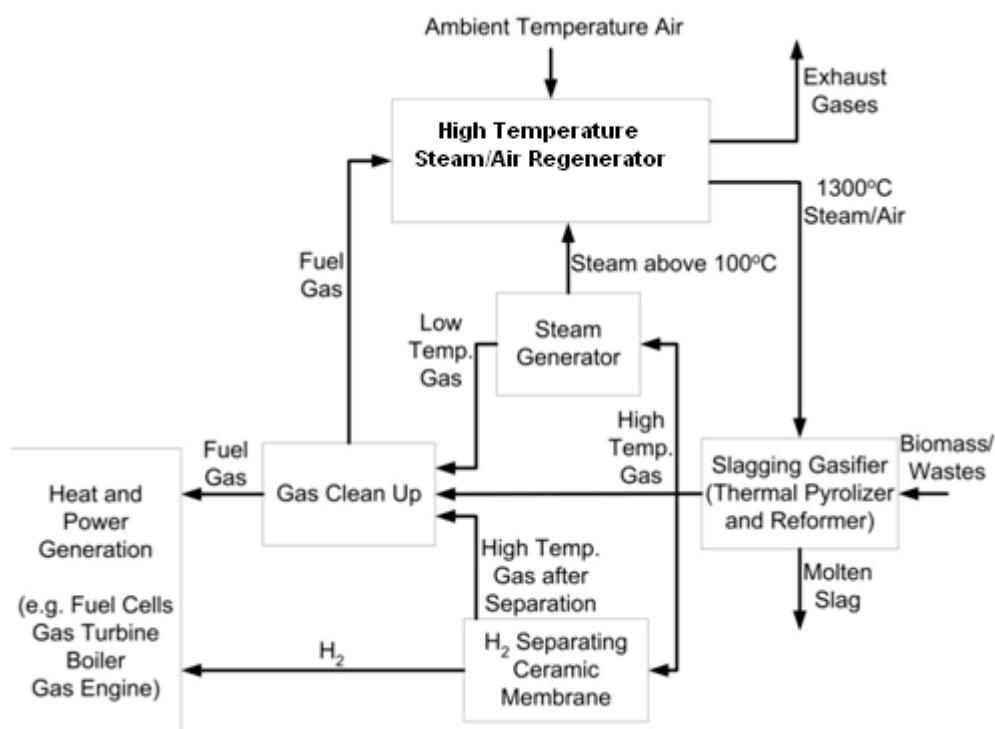 Ambient Temperature Air
Exhaust
Gases
High Temperature
Steam/Air Regenerator
1300°C
Steam/Air
Fuel
Gas
Steam above 100°C
Low
Temp.
Gas
Steam
Generator
High
Temp.
Gas
Biomass/
Wastes
Slagging Gasifier
(Thermal Pyrolizer
and Reformer)
Fuel
Gas
Gas Clean Up
Heat and
Power
Generation
(e.g. Fuel Cells
Gas Turbine
Boiler
Gas Engine)
High Temp.
Gas after
Separation
Molten
Slag
H₂
H₂ Separating
Ceramic
Membrane